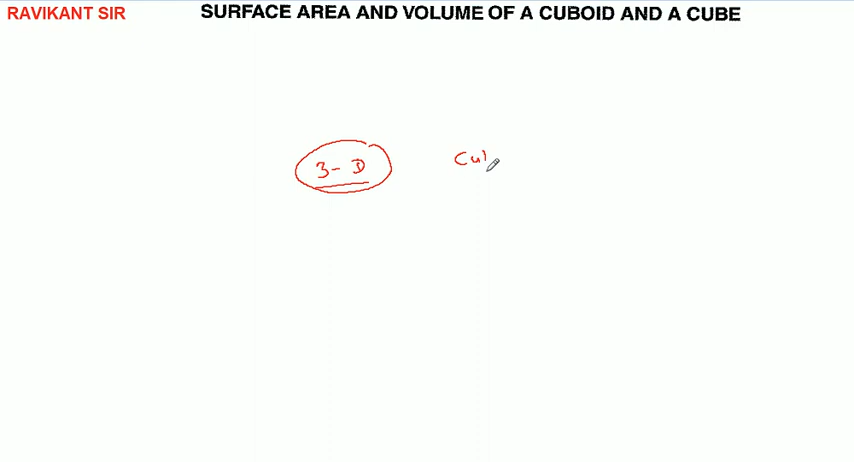 RAVIKANT SIR
SURFACE AREA AND VOLUME OF A CUBOID AND A CUBE
3-D